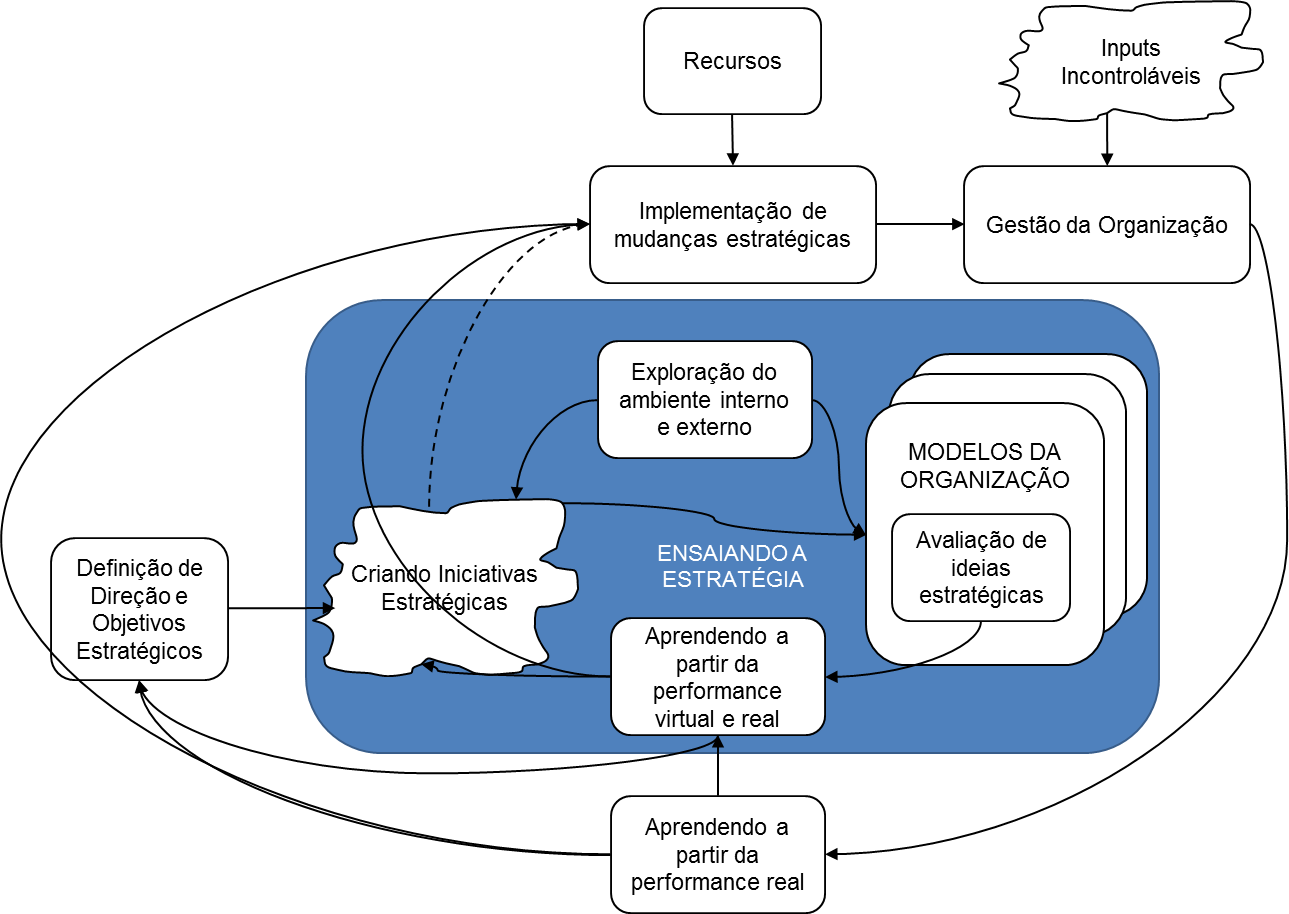 Recursos
Inputs
Incontroláveis
Implementação de
mudanças estratégicas
Gestão da Organização
Exploração do
ambiente interno
e externo
MODELOS DA
ORGANIZAÇÃO
Avaliação de
ideias
estratégicas
ENSAIANDO A
ESTRATÉGIA
Criando Iniciativas
Estratégicas
Definição de
Direção e
Objetivos
Estratégicos
Aprendendo a
partir da
performance
virtual e real
Aprendendo a
partir da
performance real